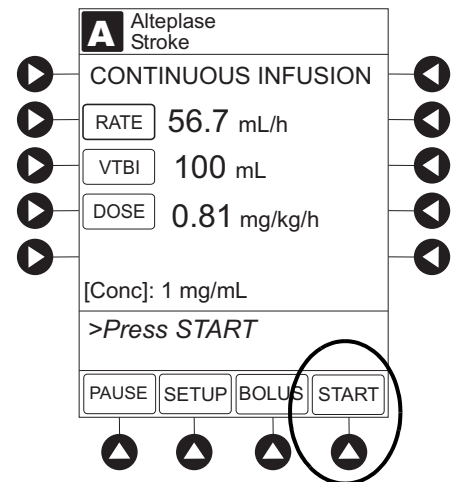 A Alteplase
Stroke
CONTINUOUS INFUSION
RATE 56.7 mL/h
VTBI 100 mL
DOSE 0.81 mg/kg/h
[Conc]: 1 mg/mL
>Press START
PAUSE SETUP BOLUS START